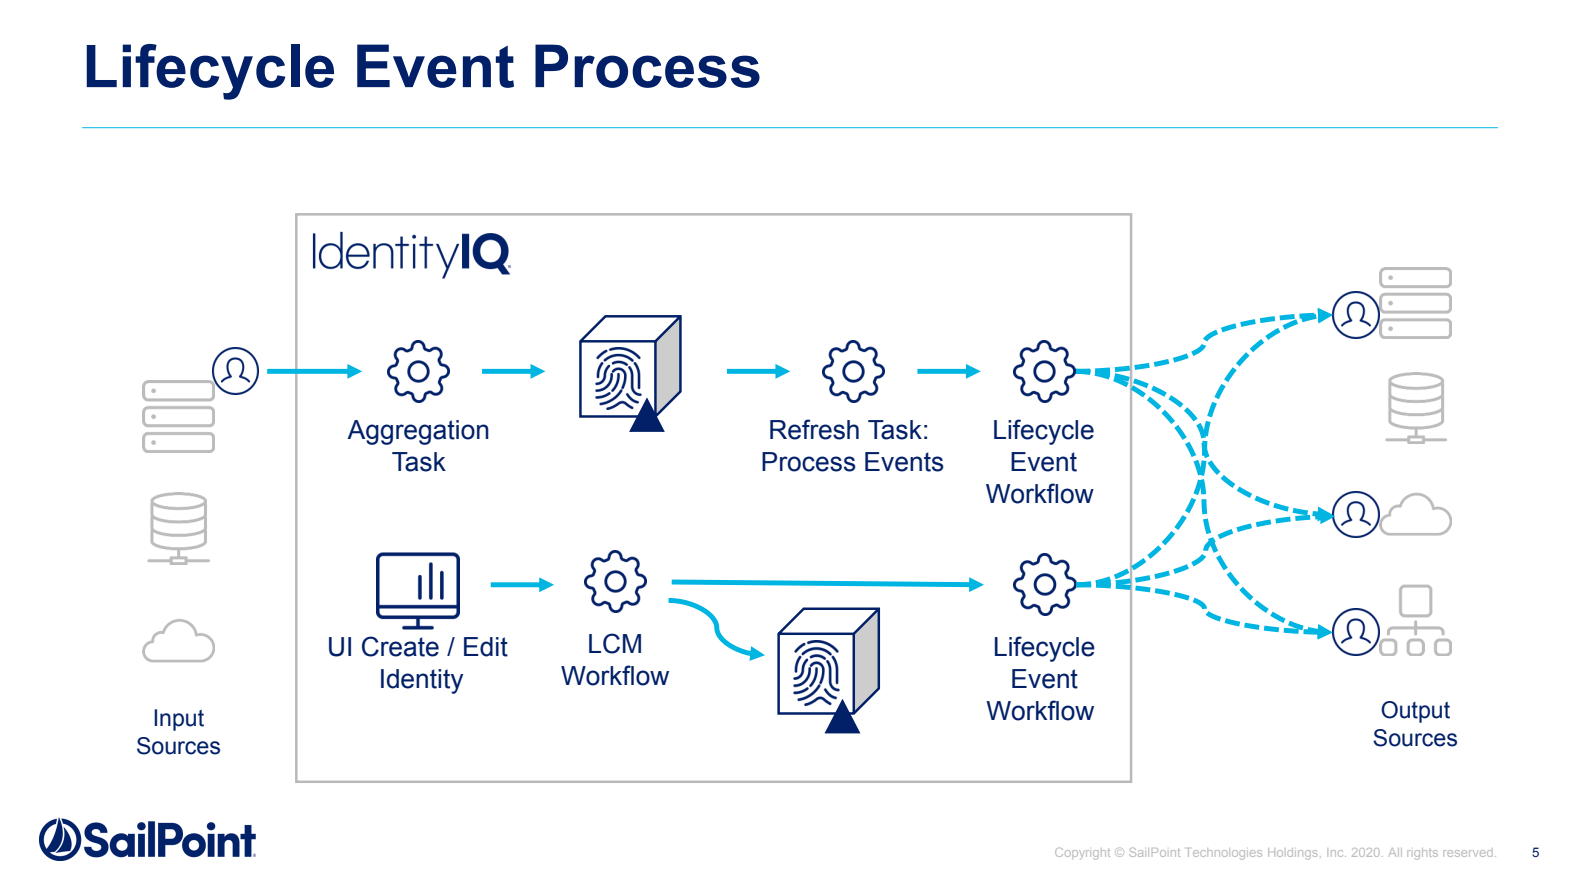 Lifecycle Event Process
IdentityIQ
Aggregation
Task
Refresh Task:
Process Events
Lifecycle
Event
Workflow
UI Create / Edit
Identity
LCM
Workflow
Lifecycle
Event
Workflow
Input
Sources
Output
Sources
SailPoint
Copyright © SailPoint Technologies Holdings, Inc. 2020. All rights reserved.
5